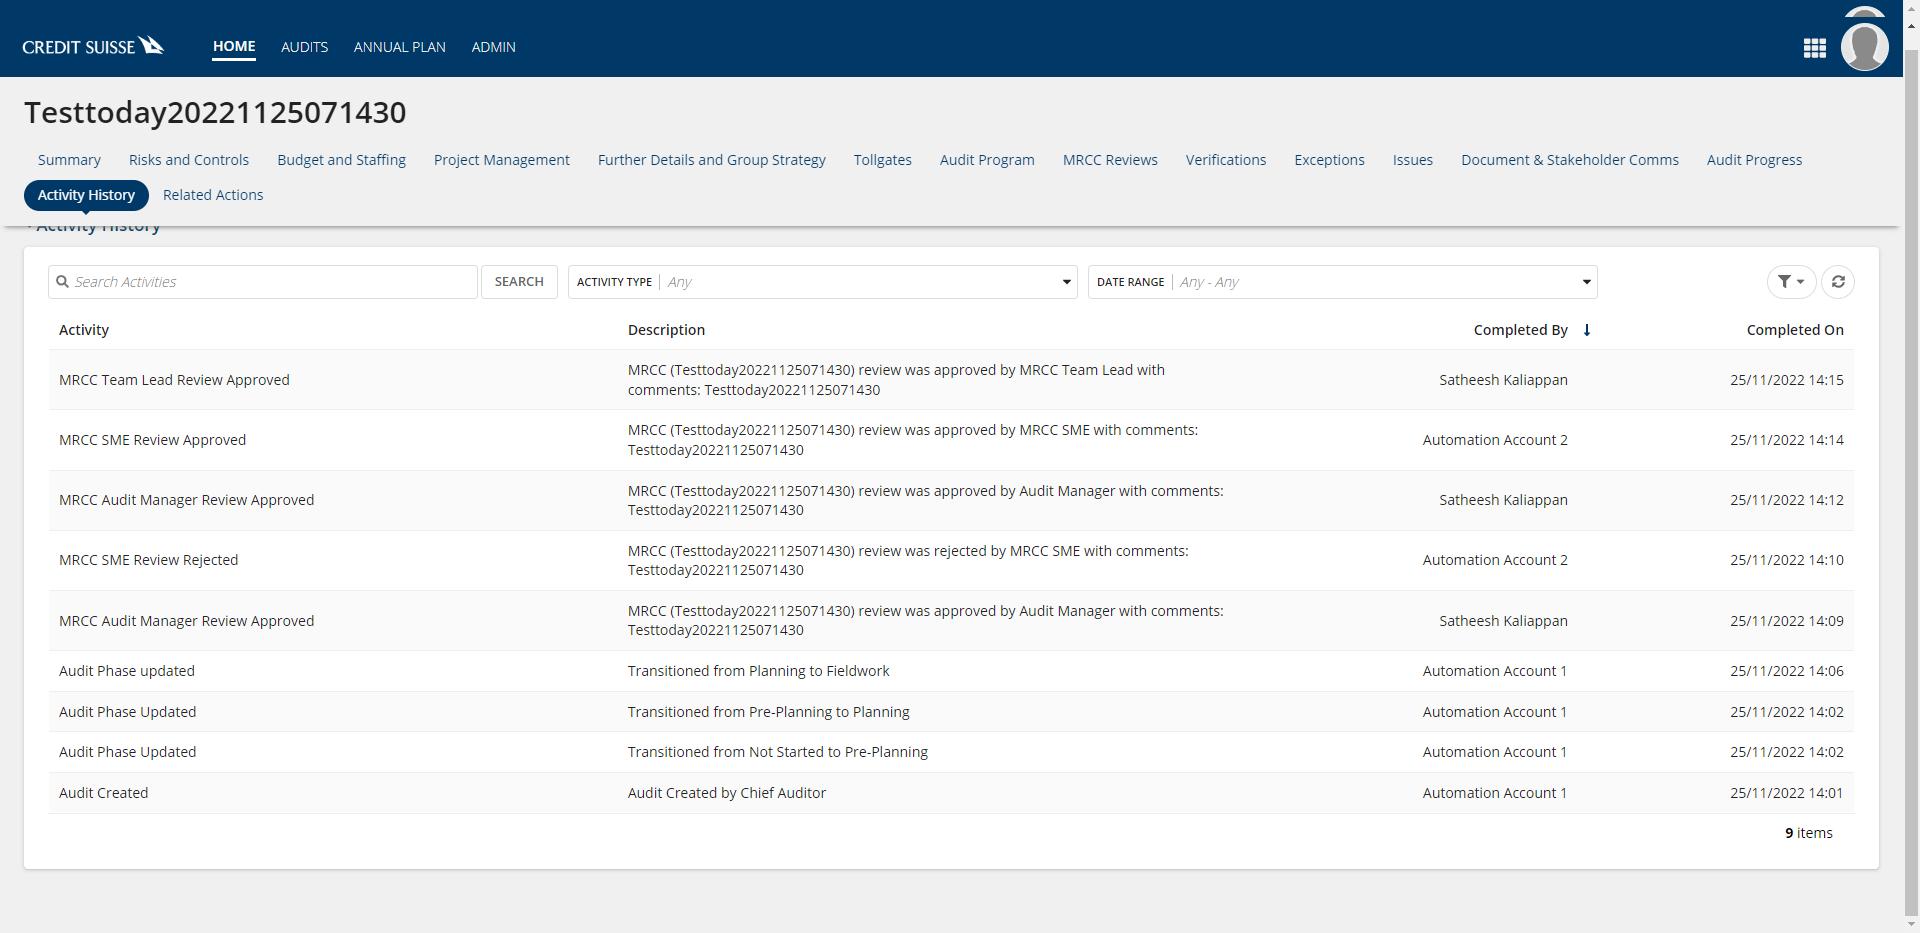 CREDIT SUISSE HOME AUDITS ANNUAL PLAN ADMIN
Testtoday20221125071430
Summary Risks and Controls Budget and Staffing Project Management Further Details and Group Strategy Tollgates Audit Program MRCC Reviews Verifications Exceptions Issues Document & Stakeholder Comms Audit Progress
Activity History Related Actions
Activity History
Search Activities SEARCH ACTIVITY TYPE Any DATE RANGE Any - Any
Activity Description Completed By Completed On
MRCC Team Lead Review Approved MRCC (Testtoday20221125071430) review was approved by MRCC Team Lead with
comments: Testtoday20221125071430 Satheesh Kaliappan 25/11/2022 14:15
MRCC SME Review Approved MRCC (Testtoday20221125071430) review was approved by MRCC SME with comments:
Testtoday20221125071430 Automation Account 2 25/11/2022 14:14
MRCC Audit Manager Review Approved MRCC (Testtoday20221125071430) review was approved by Audit Manager with comments:
Testtoday20221125071430 Satheesh Kaliappan 25/11/2022 14:12
MRCC SME Review Rejected MRCC (Testtoday20221125071430) review was rejected by MRCC SME with comments:
Testtoday20221125071430 Automation Account 2 25/11/2022 14:10
MRCC Audit Manager Review Approved MRCC (Testtoday20221125071430) review was approved by Audit Manager with comments:
Testtoday20221125071430 Satheesh Kaliappan 25/11/2022 14:09
Audit Phase updated Transitioned from Planning to Fieldwork Automation Account 1 25/11/2022 14:06
Audit Phase Updated Transitioned from Pre-Planning to Planning Automation Account 1 25/11/2022 14:02
Audit Phase Updated Transitioned from Not Started to Pre-Planning Automation Account 1 25/11/2022 14:02
Audit Created Audit Created by Chief Auditor Automation Account 1 25/11/2022 14:01
9 items